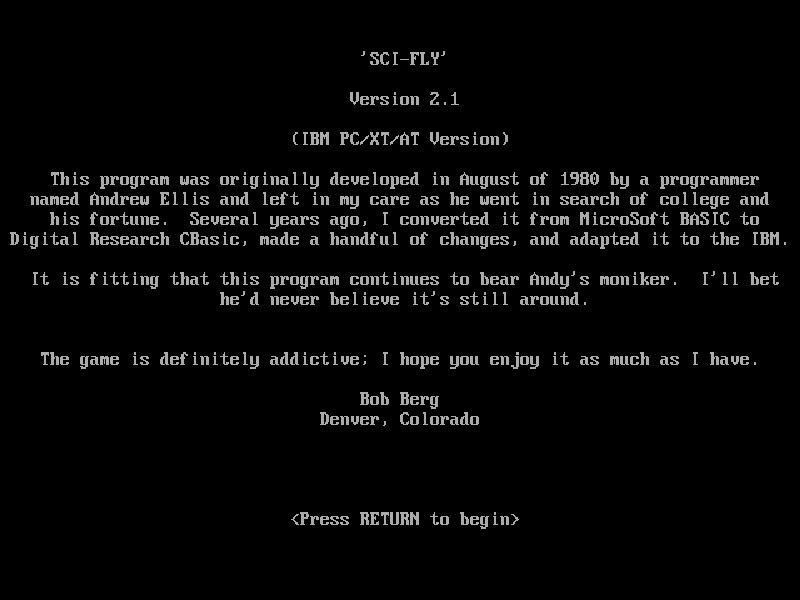 'SCI-FLY'
Version 2.1
(IBM PC/XT/AT Version)
This program was originally developed in August of 1980 by a programmer
named Andrew Ellis and left in my care as he went in search of college and
his fortune.  Several years ago, I converted it from MicroSoft BASIC to
Digital Research CBasic, made a handful of changes, and adapted it to the IBM.
It is fitting that this program continues to bear Andy's moniker.  I'll bet
he'd never believe it's still around.
The game is definitely addictive; I hope you enjoy it as much as I have.
Bob Berg
Denver, Colorado
<Press RETURN to begin>